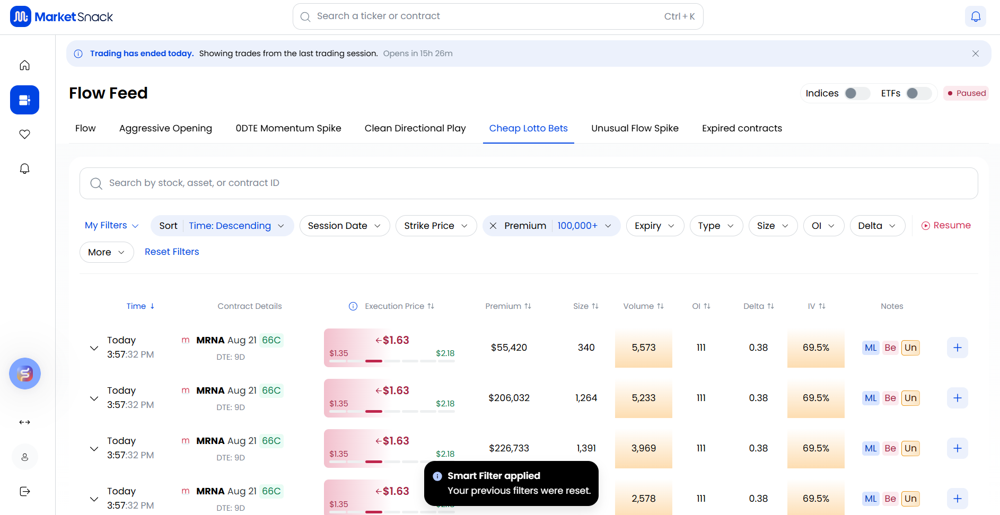 MarketSnack
Search a ticker or contract Ctrl + K
Trading has ended today. Showing trades from the last trading session. Opens in 15h 26m
Flow Feed
Indices ETFs Paused
Flow Aggressive Opening 0DTE Momentum Spike Clean Directional Play Cheap Lotto Bets Unusual Flow Spike Expired contracts
Search by stock, asset, or contract ID
My Filters Sort Time: Descending Session Date Strike Price Premium 100,000+ Expiry Type Size OI Delta Resume
More Reset Filters
Time ↓ Contract Details Execution Price Premium Size Volume OI Delta IV Notes
Today m MRNA Aug 21 66C ←$1.63
3:57:32 PM DTE: 9D $1.35 $2.18 $55,420 340 5,573 111 0.38 69.5% ML Be Un +
Today m MRNA Aug 21 66C ←$1.63
3:57:32 PM DTE: 9D $1.35 $2.18 $206,032 1,264 5,233 111 0.38 69.5% ML Be Un +
Today m MRNA Aug 21 66C ←$1.63
3:57:32 PM DTE: 9D $1.35 $2.18 $226,733 1,391 3,969 111 0.38 69.5% ML Be Un +
Today m MRNA Aug 21 66C ←$1.63
3:57:32 PM DTE: 9D $1.35 2,578 111 0.38 69.5% ML Be Un +
Smart Filter applied
Your previous filters were reset.